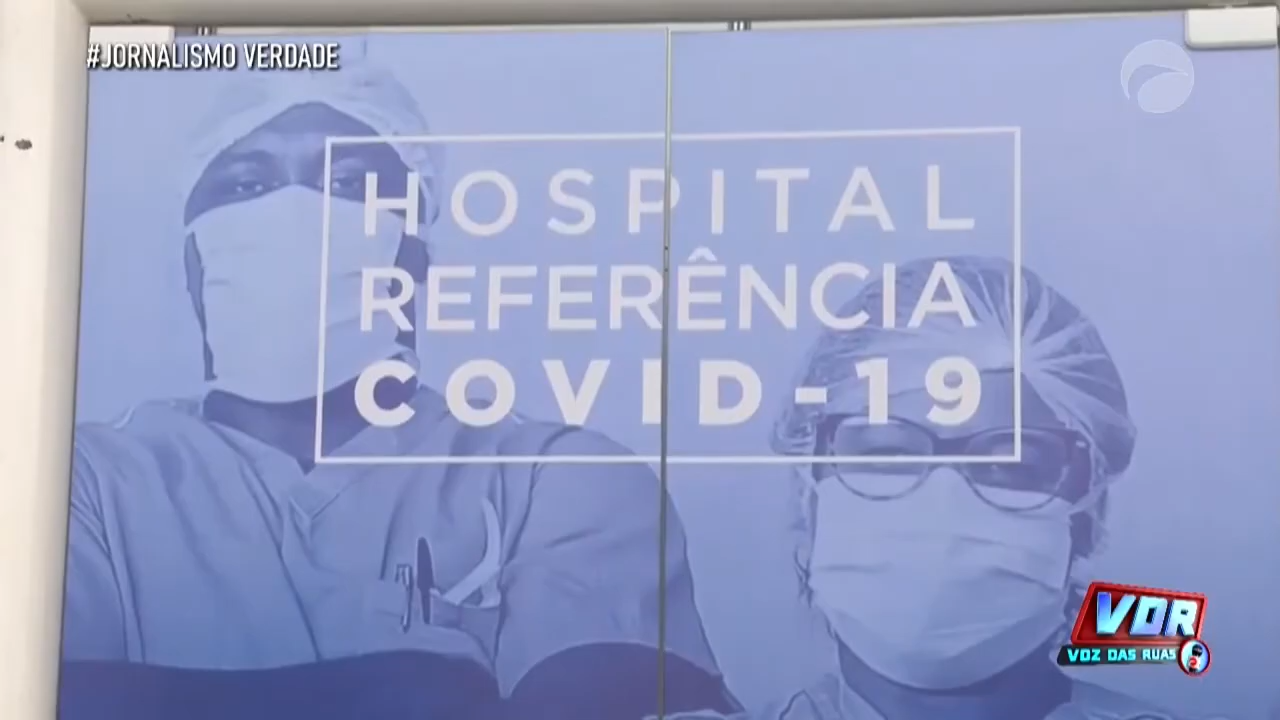 #JORNALISMO VERDADE
HOSPITAL
REFERÊNCIA
COVID-19
VDR
VOZ DAS RUAS